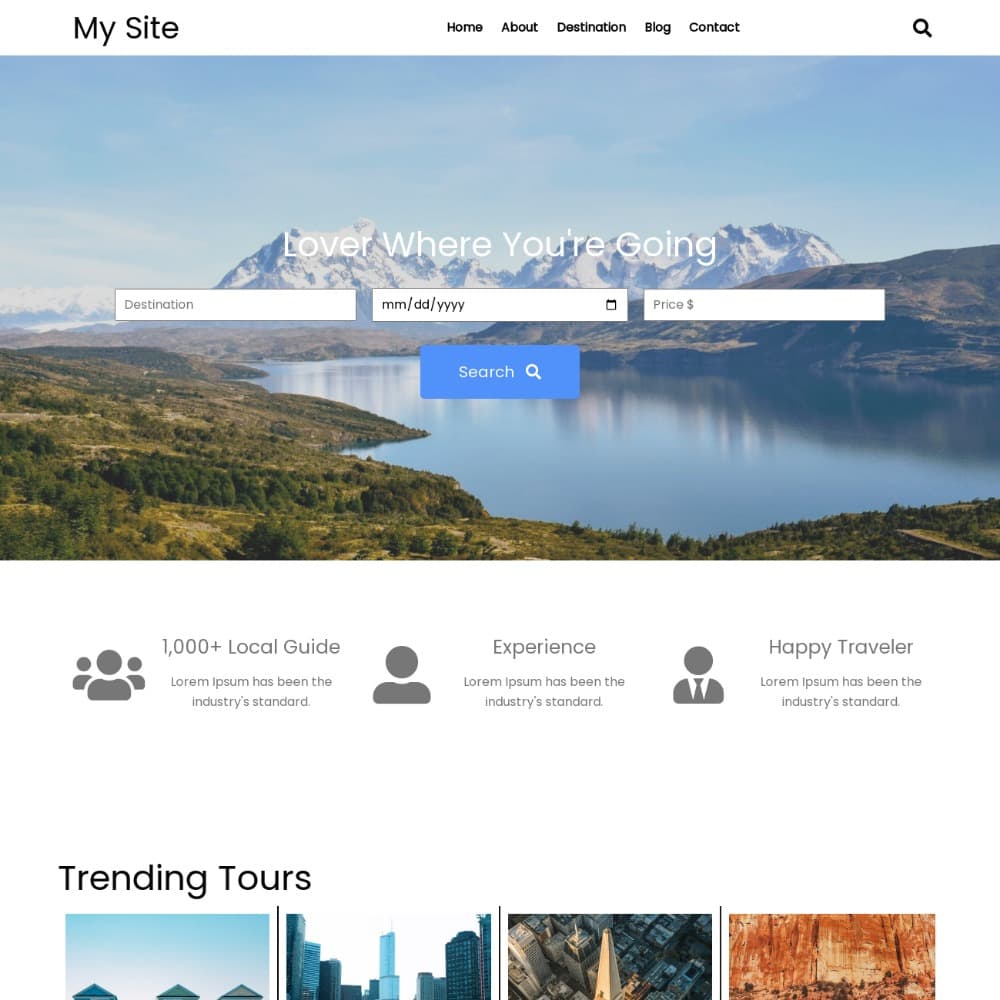 My Site
Home About Destination Blog Contact
Lover Where You're Going
Destination
mm/dd/yyyy
Price $
Search
1,000+ Local Guide
Lorem Ipsum has been the
industry's standard.
Experience
Lorem Ipsum has been the
industry's standard.
Happy Traveler
Lorem Ipsum has been the
industry's standard.
Trending Tours